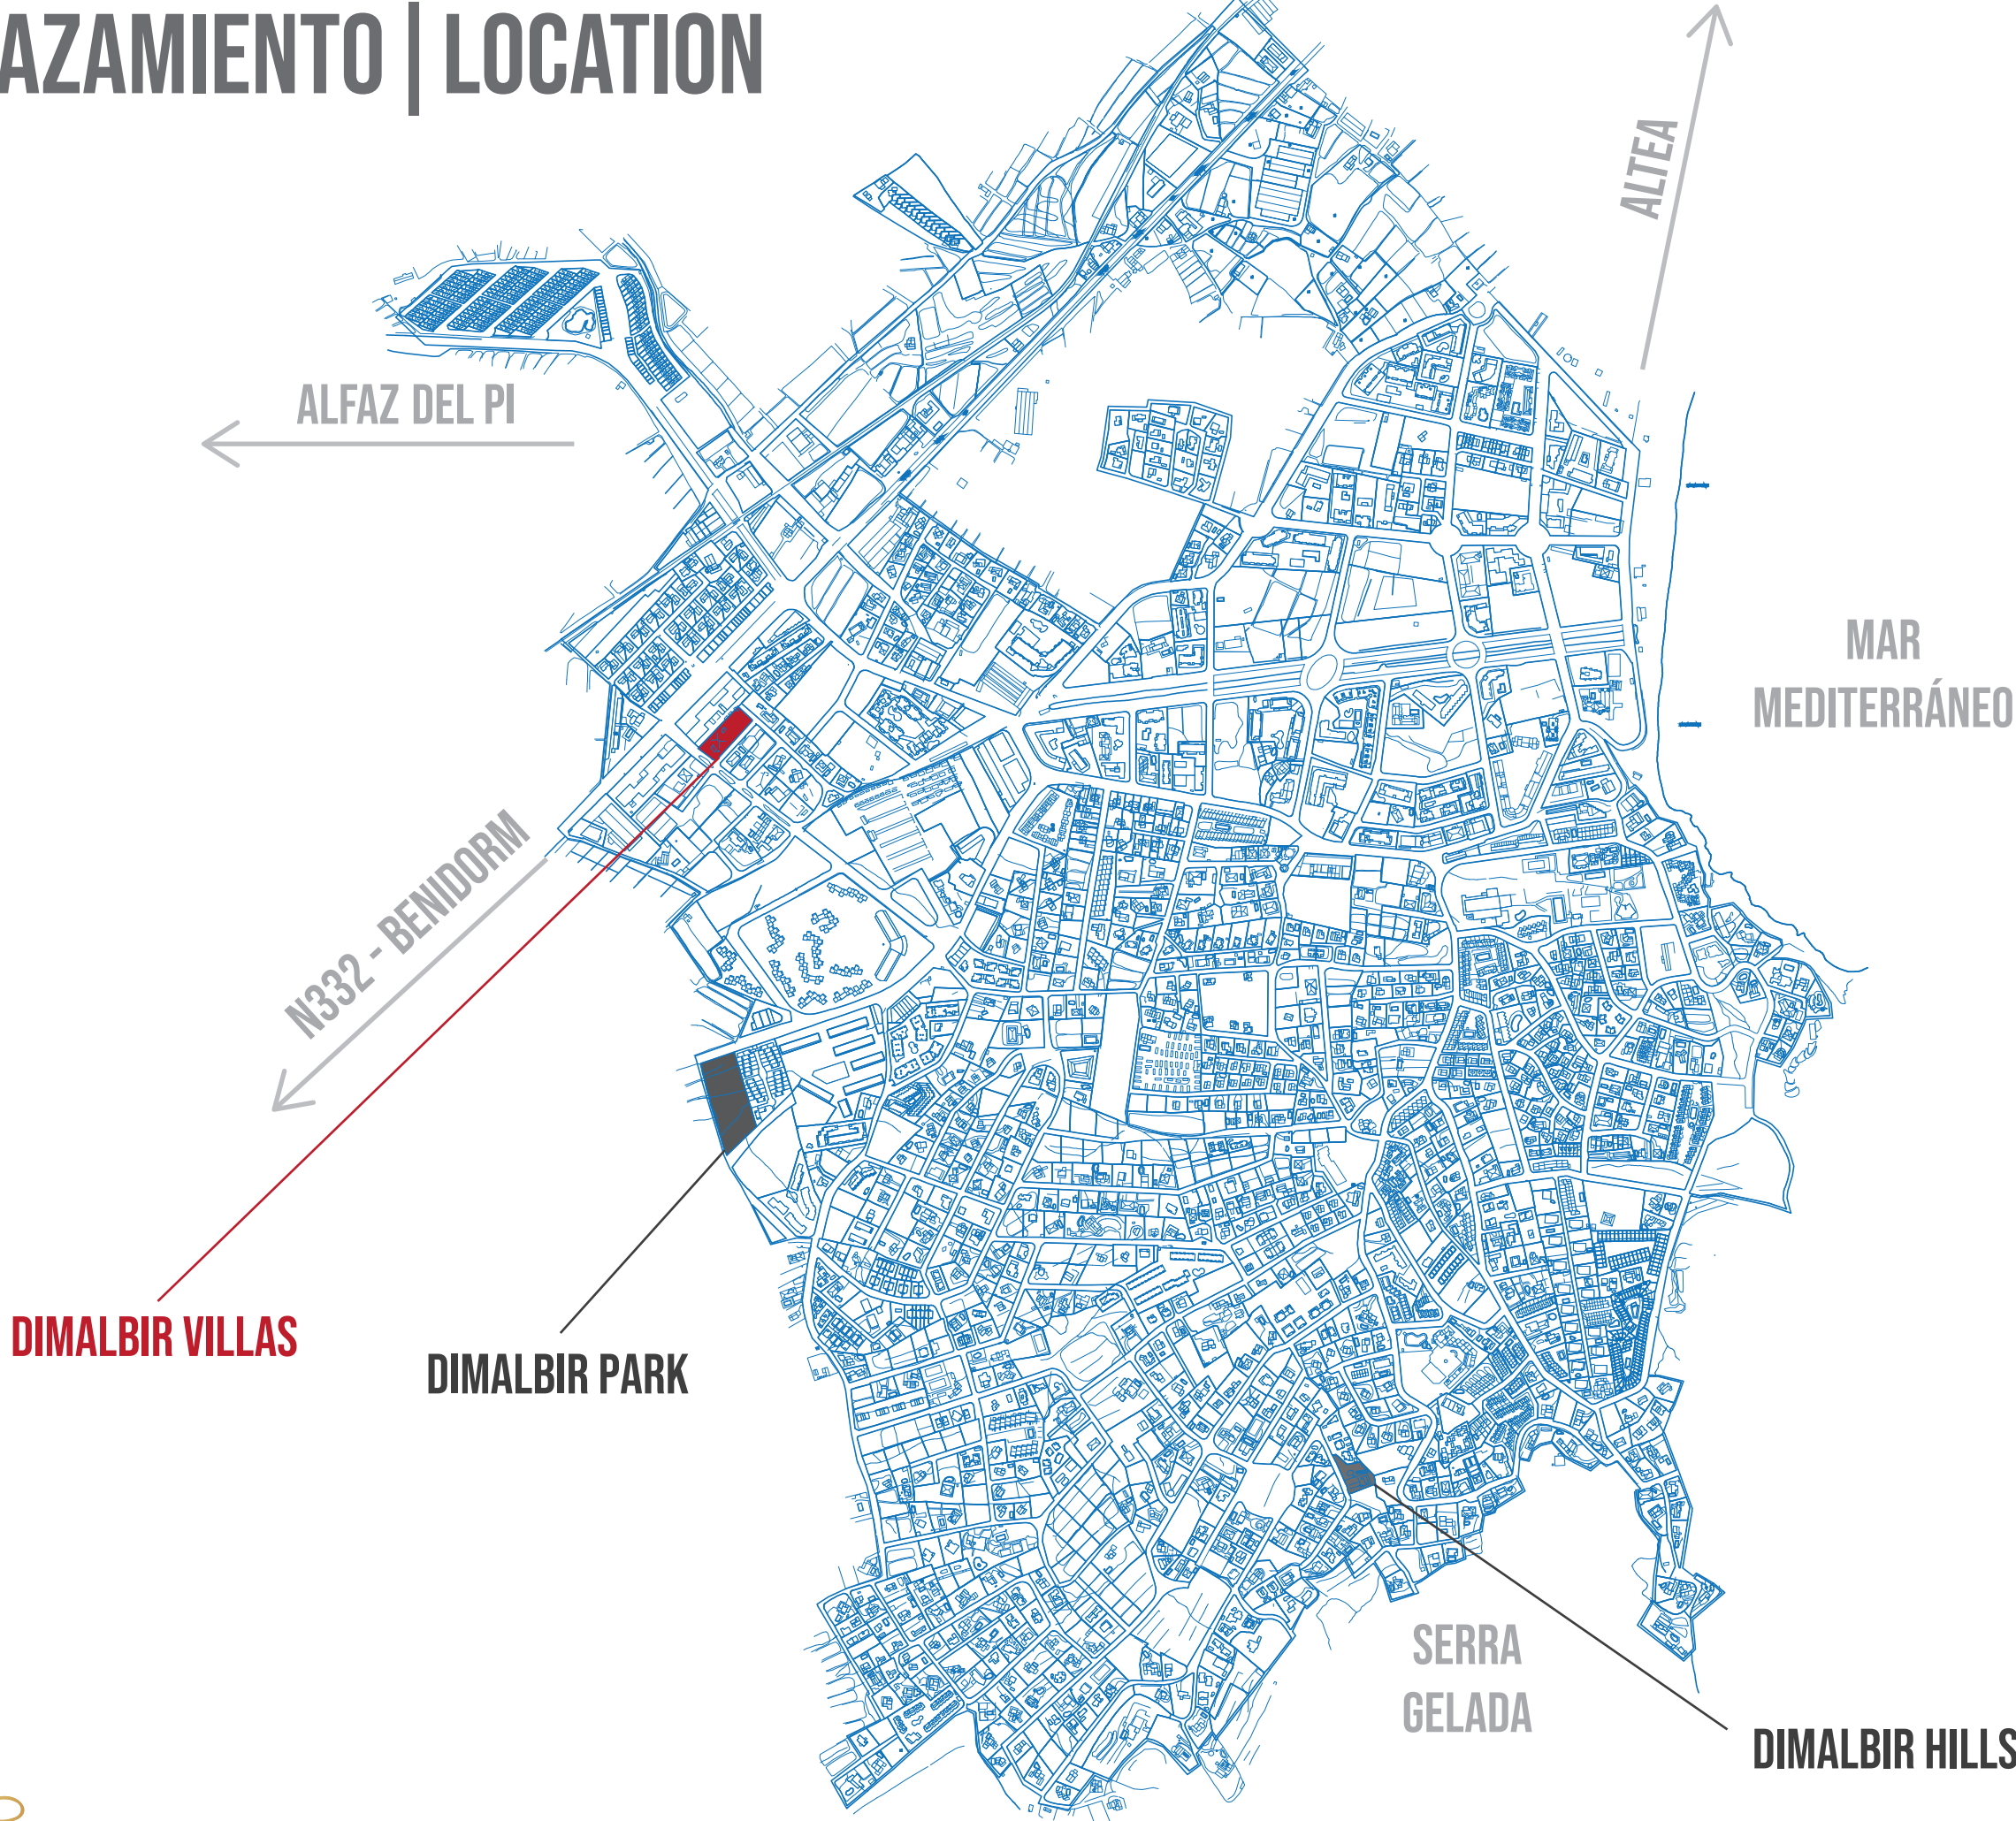 AZAMIENTO | LOCATION
ALTEA
ALFAZ DEL PI
MAR
MEDITERRÁNEO
N332 - BENIDORM
DIMALBIR VILLAS
DIMALBIR PARK
SERRA
GELADA
DIMALBIR HILLS